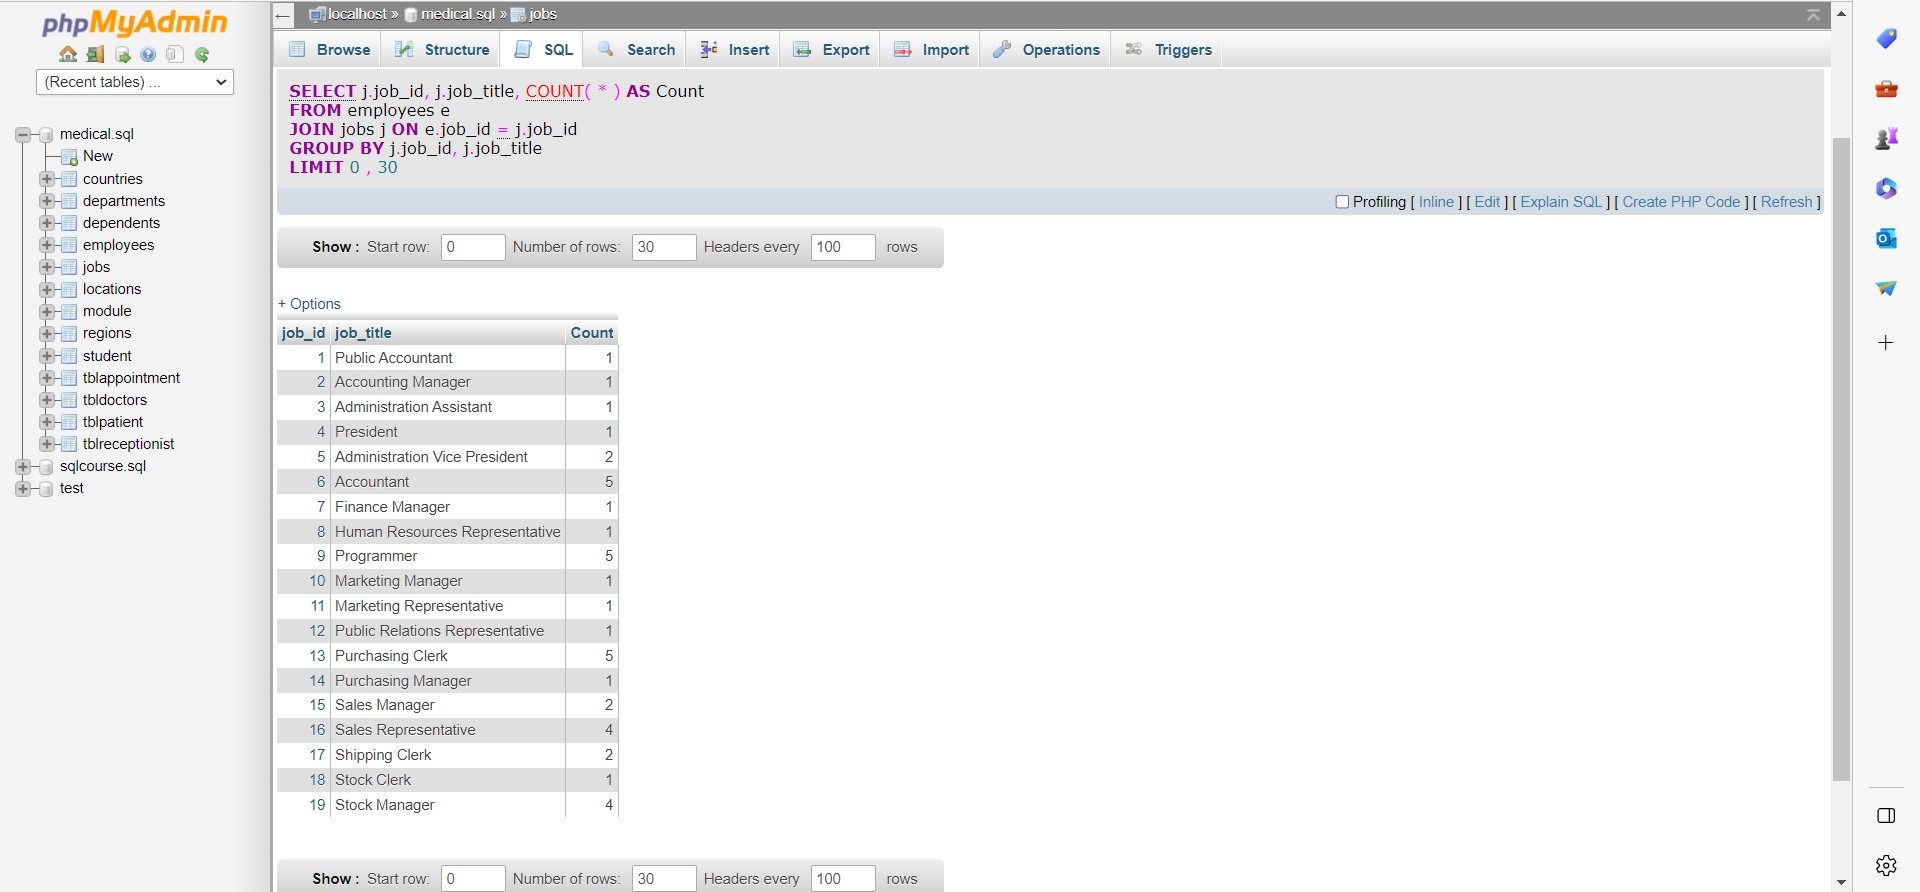 phpMyAdmin
(Recent tables) ...
medical.sql
New
countries
departments
dependents
employees
jobs
locations
module
regions
student
tblappointment
tbldoctors
tblpatient
tblreceptionist
sqlcourse.sql
test
← localhost » medical.sql » jobs
Browse Structure SQL Search Insert Export Import Operations Triggers
SELECT j.job_id, j.job_title, COUNT( * ) AS Count
FROM employees e
JOIN jobs j ON e.job_id = j.job_id
GROUP BY j.job_id, j.job_title
LIMIT 0 , 30
Profiling [ Inline ] [ Edit ] [ Explain SQL ] [ Create PHP Code ] [ Refresh ]
Show : Start row: 0 Number of rows: 30 Headers every 100 rows
+ Options
job_id job_title Count
1 Public Accountant 1
2 Accounting Manager 1
3 Administration Assistant 1
4 President 1
5 Administration Vice President 2
6 Accountant 5
7 Finance Manager 1
8 Human Resources Representative 1
9 Programmer 5
10 Marketing Manager 1
11 Marketing Representative 1
12 Public Relations Representative 1
13 Purchasing Clerk 5
14 Purchasing Manager 1
15 Sales Manager 2
16 Sales Representative 4
17 Shipping Clerk 2
18 Stock Clerk 1
19 Stock Manager 4
Show : Start row: 0 Number of rows: 30 Headers every 100 rows